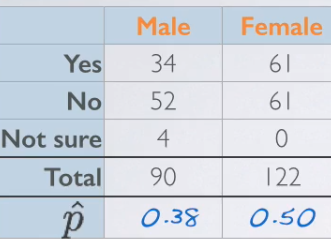 Male Female
Yes 34 61
No 52 61
Not sure 4 0
Total 90 122
p̂ 0.38 0.50